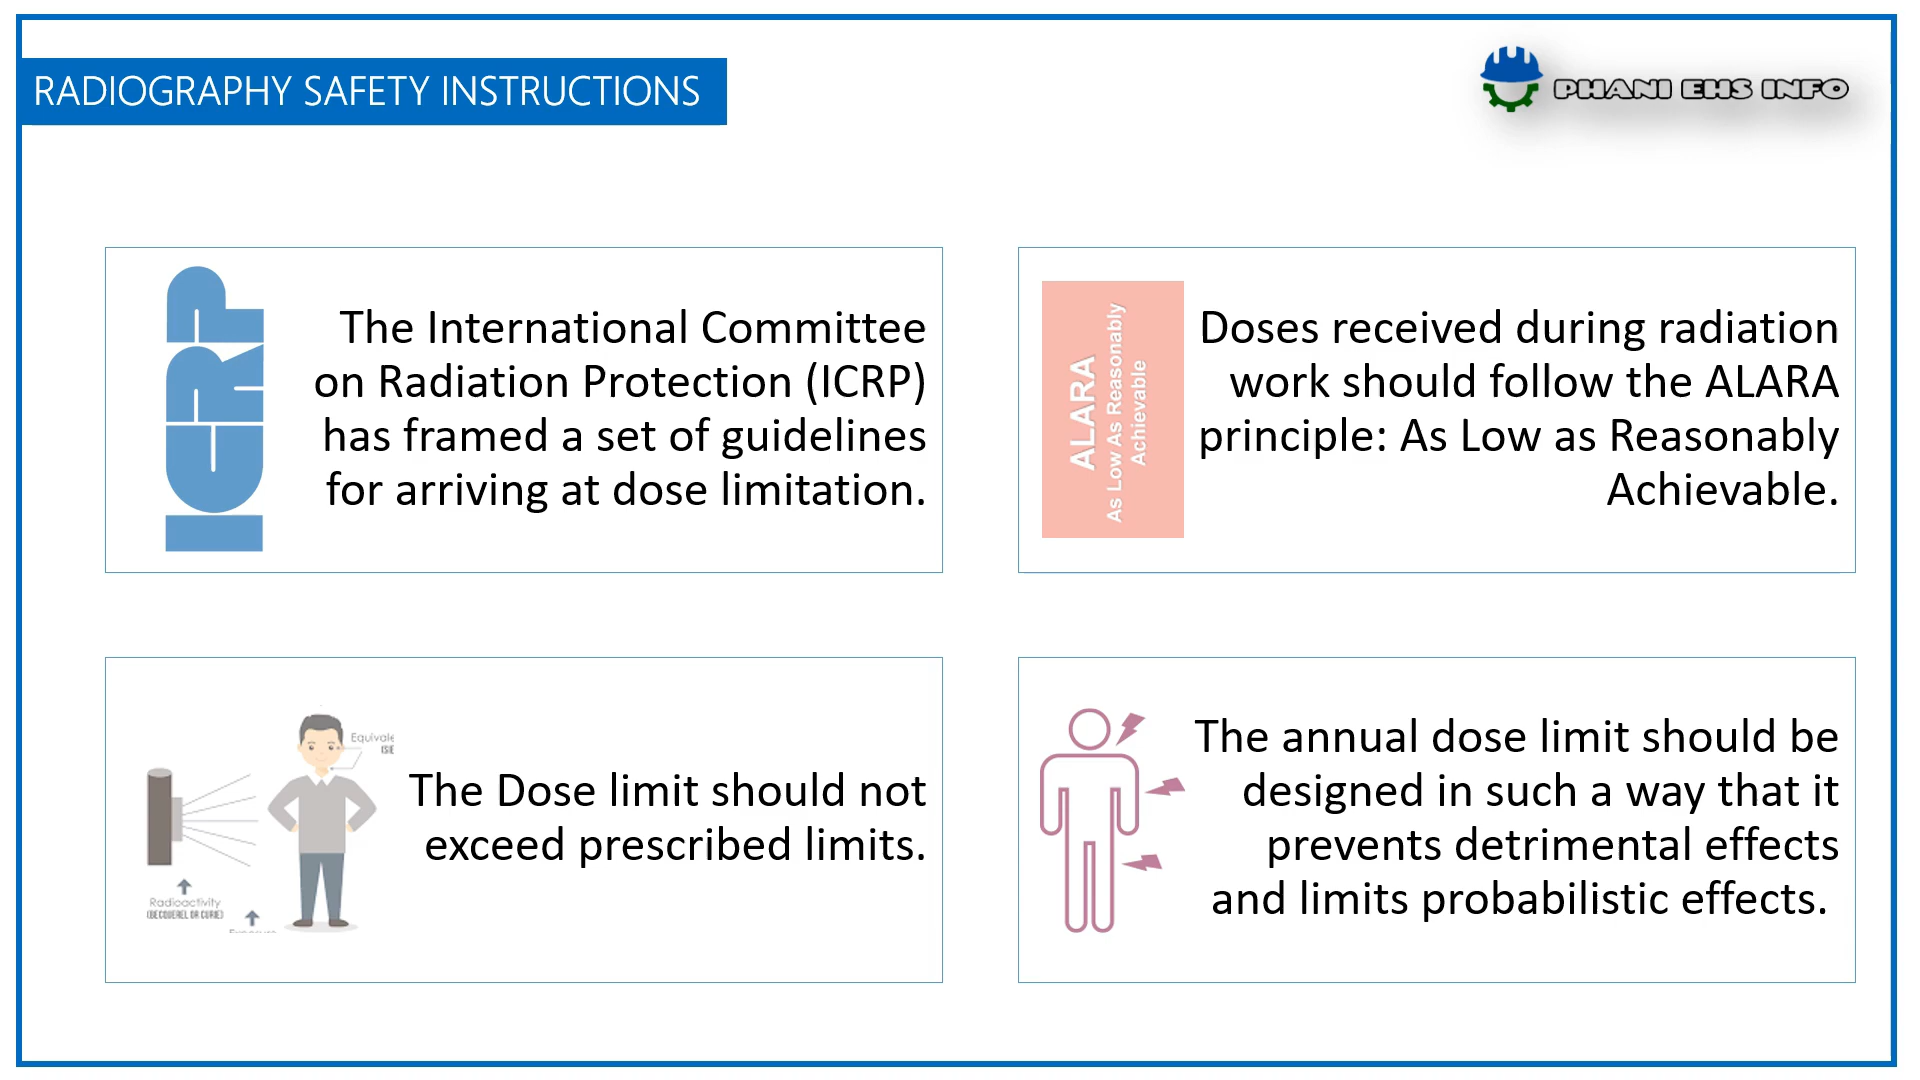 RADIOGRAPHY SAFETY INSTRUCTIONS
PHANI EHS INFO
ICRP
The International Committee
on Radiation Protection (ICRP)
has framed a set of guidelines
for arriving at dose limitation.
ALARA
As Low As Reasonably
Achievable
Doses received during radiation
work should follow the ALARA
principle: As Low as Reasonably
Achievable.
Radioactivity
(BECQUEREL OR CURIE)
The Dose limit should not
exceed prescribed limits.
The annual dose limit should be
designed in such a way that it
prevents detrimental effects
and limits probabilistic effects.